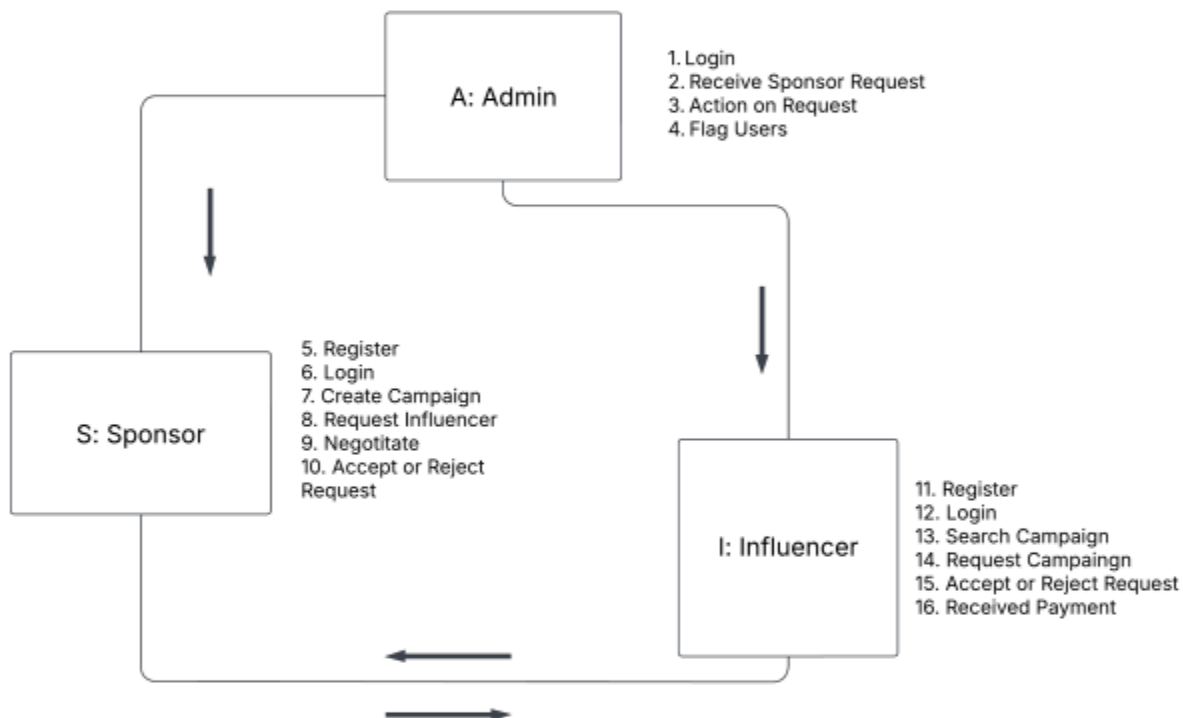 A: Admin
1. Login
2. Receive Sponsor Request
3. Action on Request
4. Flag Users
S: Sponsor
5. Register
6. Login
7. Create Campaign
8. Request Influencer
9. Negotitate
10. Accept or Reject
Request
I: Influencer
11. Register
12. Login
13. Search Campaign
14. Request Campaingn
15. Accept or Reject Request
16. Received Payment